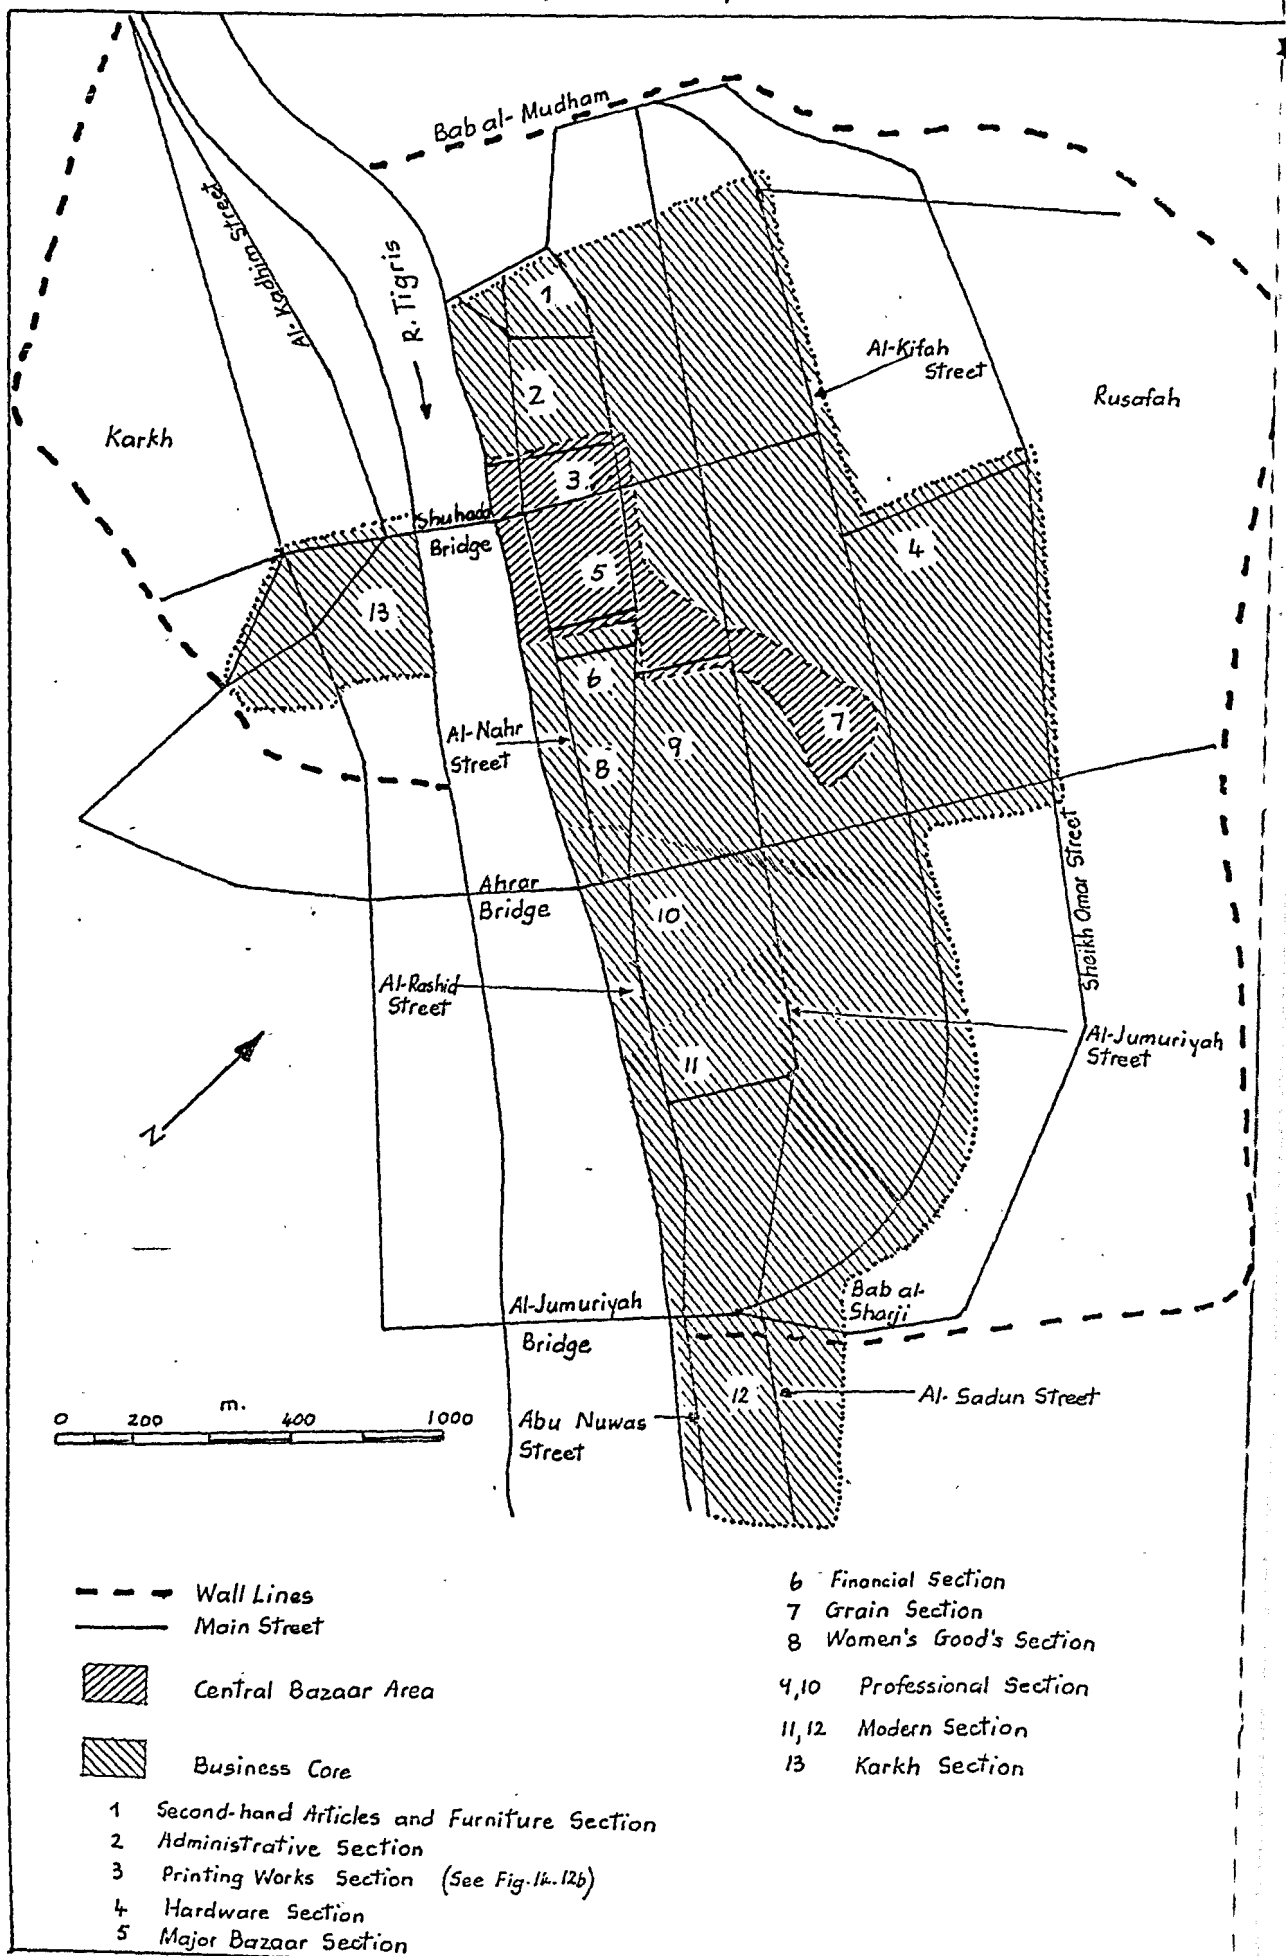 Bab al-Mudham
Al-Kadhim Street
R. Tigris
1
Al-Kifah
Street
2
Rusafah
Karkh
3
Shuhada
Bridge
4
5
13
6
7
Al-Nahr
Street
8
9
Sheikh Omar Street
Ahrar
Bridge
10
Al-Rashid
Street
Al-Jumuriyah
Street
11
N
Bab al-
Sharji
Al-Jumuriyah
Bridge
12
Al-Sadun Street
0 200 m. 400 1000
Abu Nuwas
Street
Wall Lines
Main Street
Central Bazaar Area
Business Core
1 Second-hand Articles and Furniture Section
2 Administrative Section
3 Printing Works Section (See Fig.14.12b)
4 Hardware Section
5 Major Bazaar Section
6 Financial Section
7 Grain Section
8 Women's Good's Section
9,10 Professional Section
11,12 Modern Section
13 Karkh Section